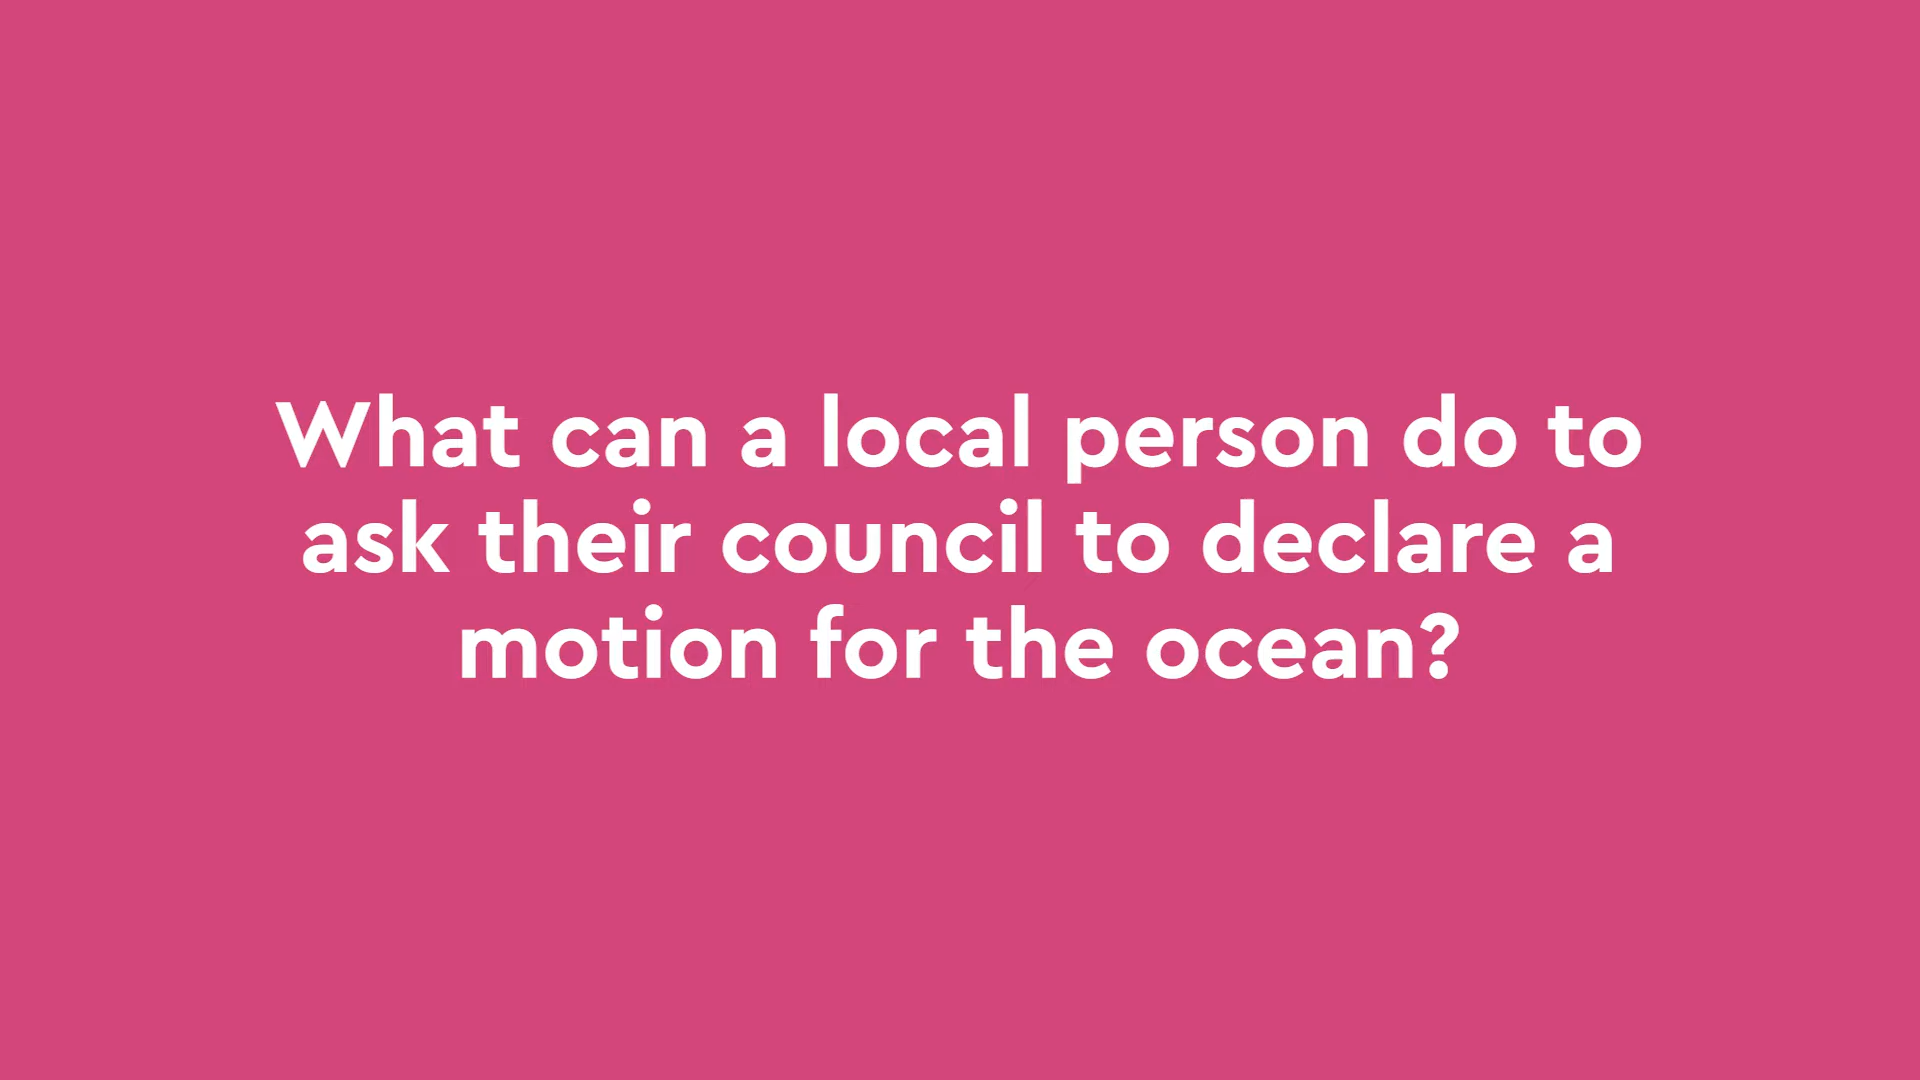 What can a local person do to
ask their council to declare a
motion for the ocean?